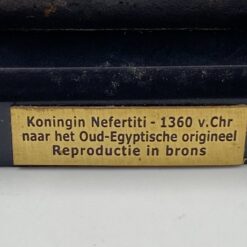 Koningin Nefertiti - 1360 v.Chr
naar het Oud-Egyptische origineel
Reproductie in brons